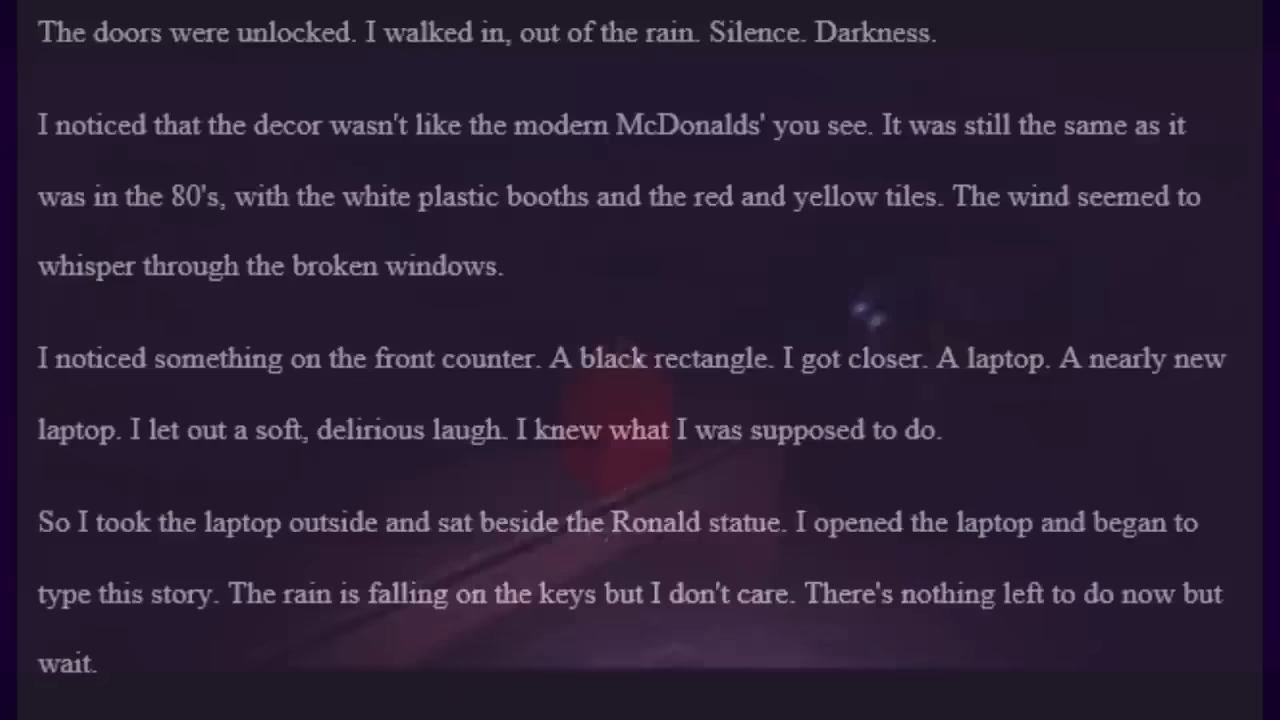 The doors were unlocked. I walked in, out of the rain. Silence. Darkness.
I noticed that the decor wasn't like the modern McDonalds' you see. It was still the same as it
was in the 80's, with the white plastic booths and the red and yellow tiles. The wind seemed to
whisper through the broken windows.
I noticed something on the front counter. A black rectangle. I got closer. A laptop. A nearly new
laptop. I let out a soft, delirious laugh. I knew what I was supposed to do.
So I took the laptop outside and sat beside the Ronald statue. I opened the laptop and began to
type this story. The rain is falling on the keys but I don't care. There's nothing left to do now but
wait.